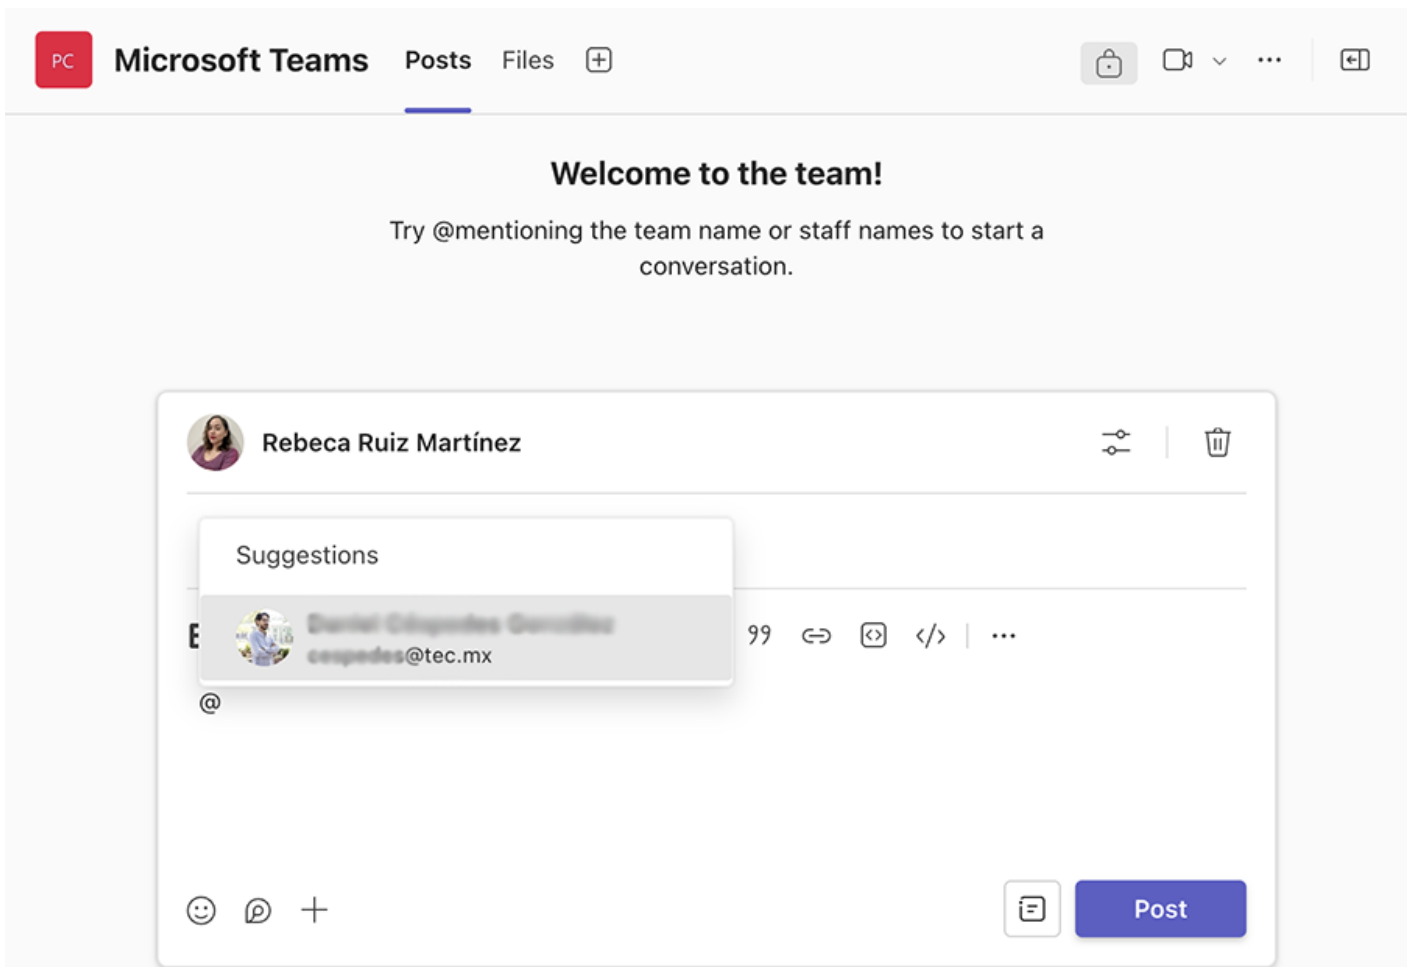 PC Microsoft Teams Posts Files
Welcome to the team!
Try @mentioning the team name or staff names to start a
conversation.
Rebeca Ruiz Martínez
Suggestions
@tec.mx
@
Post